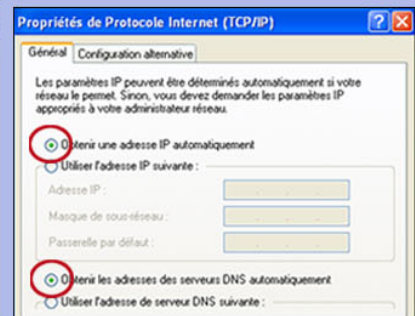 Propriétés de Protocole Internet (TCP/IP)
Général
Configuration alternative
Les paramètres IP peuvent être déterminés automatiquement si votre
réseau le permet. Sinon, vous devez demander les paramètres IP
appropriés à votre administrateur réseau.
Obtenir une adresse IP automatiquement
Utiliser l'adresse IP suivante :
Adresse IP :
Masque de sous-réseau :
Passerelle par défaut :
Obtenir les adresses des serveurs DNS automatiquement
Utiliser l'adresse de serveur DNS suivante :